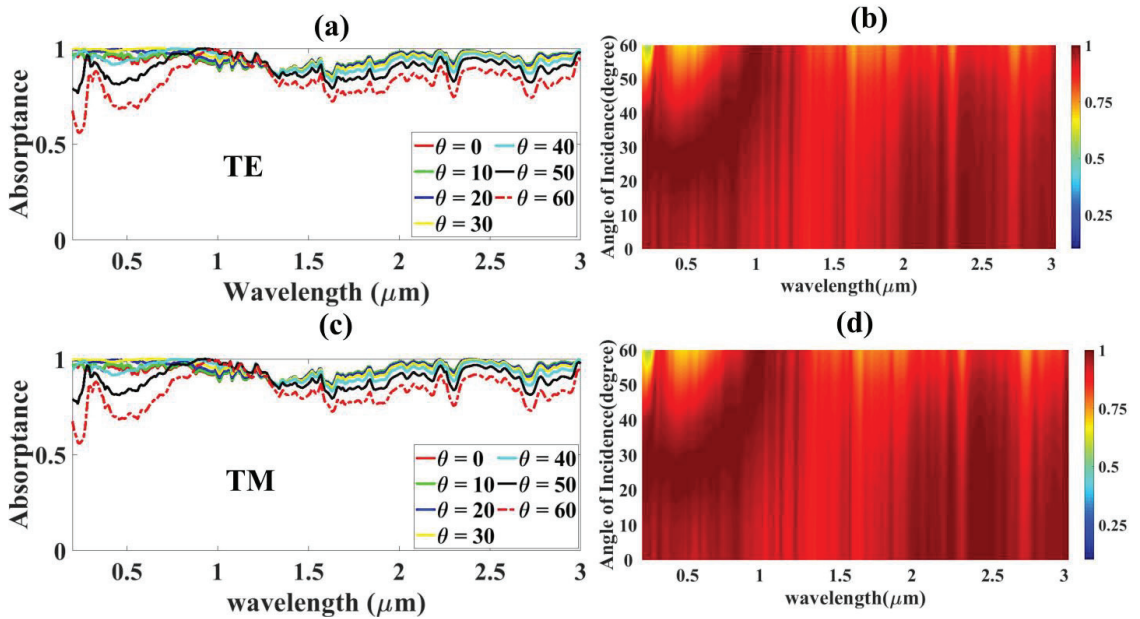 (a)
Absorptance
1
0.5
0
TE
θ = 0
θ = 40
θ = 10
θ = 50
θ = 20
θ = 60
θ = 30
0.5 1 1.5 2 2.5 3
Wavelength (μm)
(b)
Angle of Incidence(degree)
60
50
40
30
20
10
0
0.5 1 1.5 2 2.5 3
wavelength(μm)
1
0.75
0.5
0.25
(c)
Absorptance
1
0.5
0
TM
θ = 0
θ = 40
θ = 10
θ = 50
θ = 20
θ = 60
θ = 30
0.5 1 1.5 2 2.5 3
wavelength (μm)
(d)
Angle of Incidence(degree)
60
50
40
30
20
10
0
0.5 1 1.5 2 2.5 3
wavelength(μm)
1
0.75
0.5
0.25